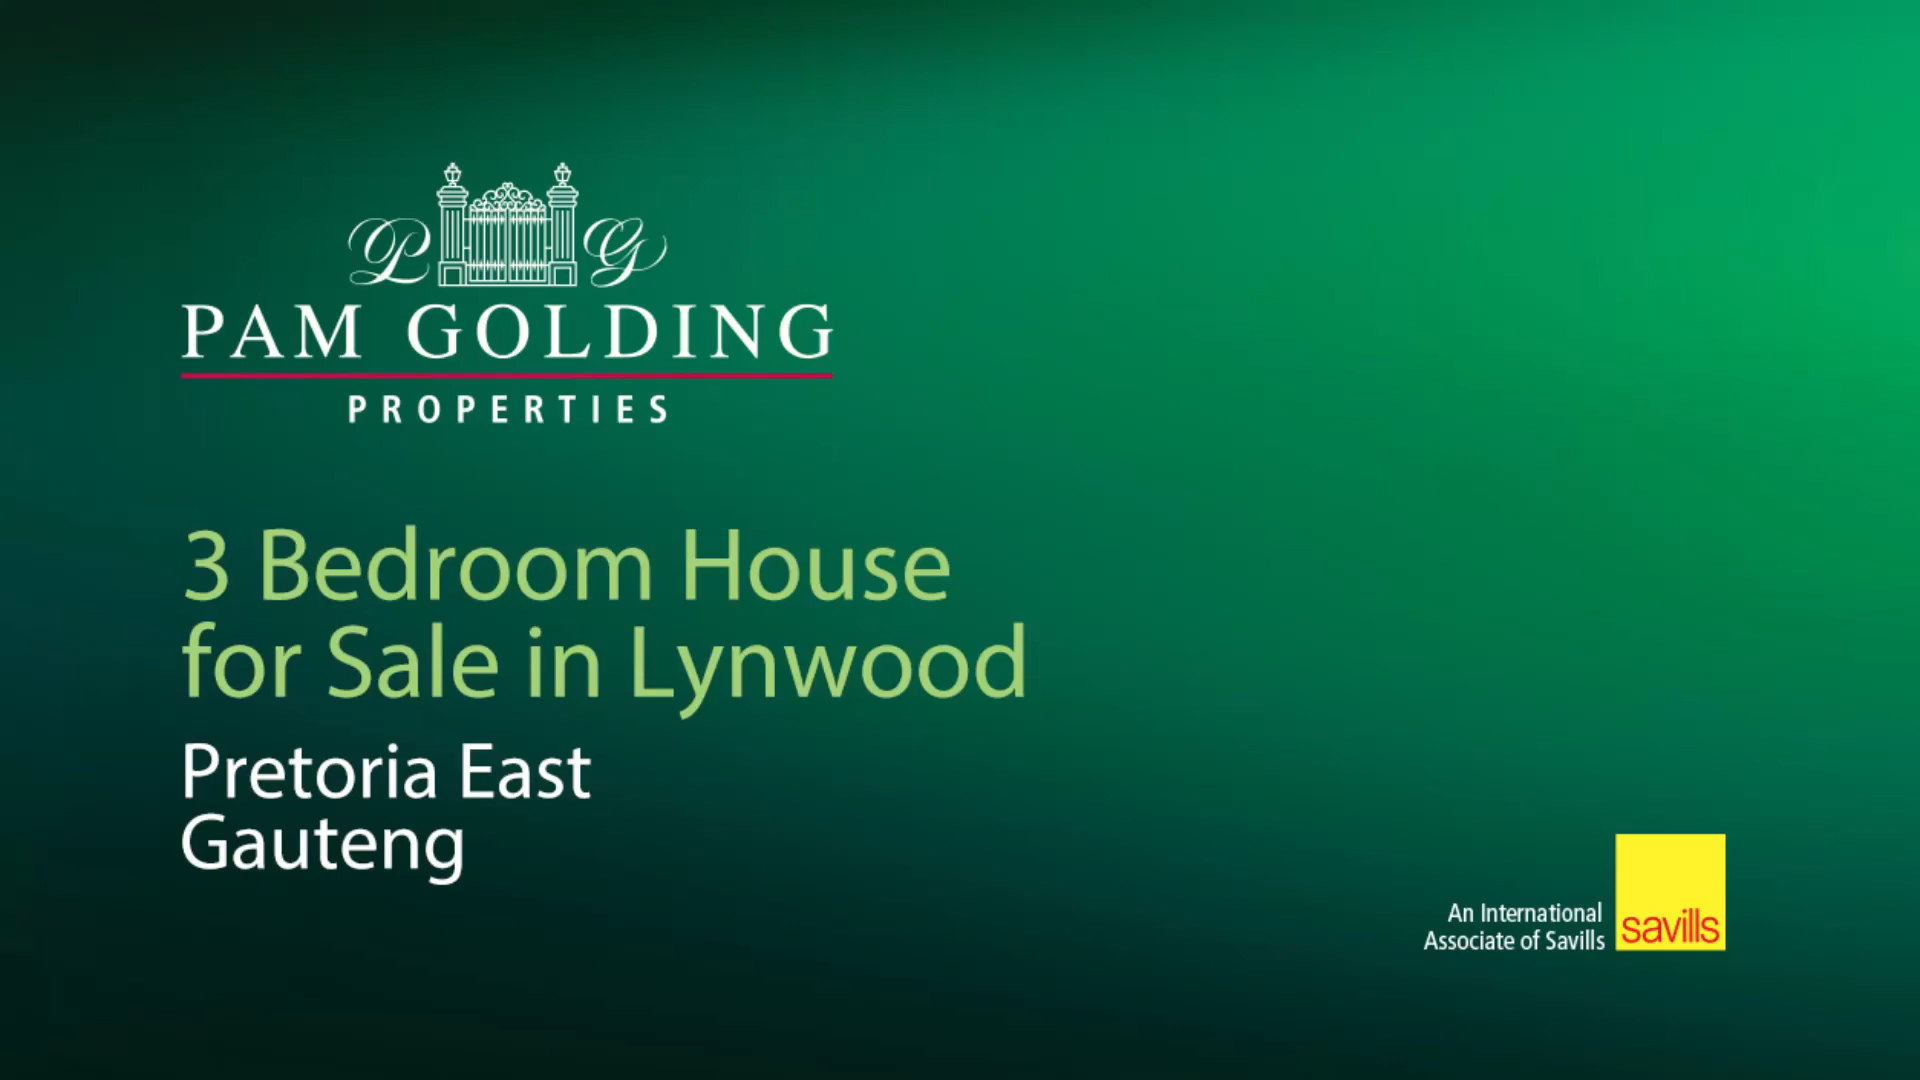 P G
PAM GOLDING
PROPERTIES
3 Bedroom House
for Sale in Lynwood
Pretoria East
Gauteng
An International
Associate of Savills
savills